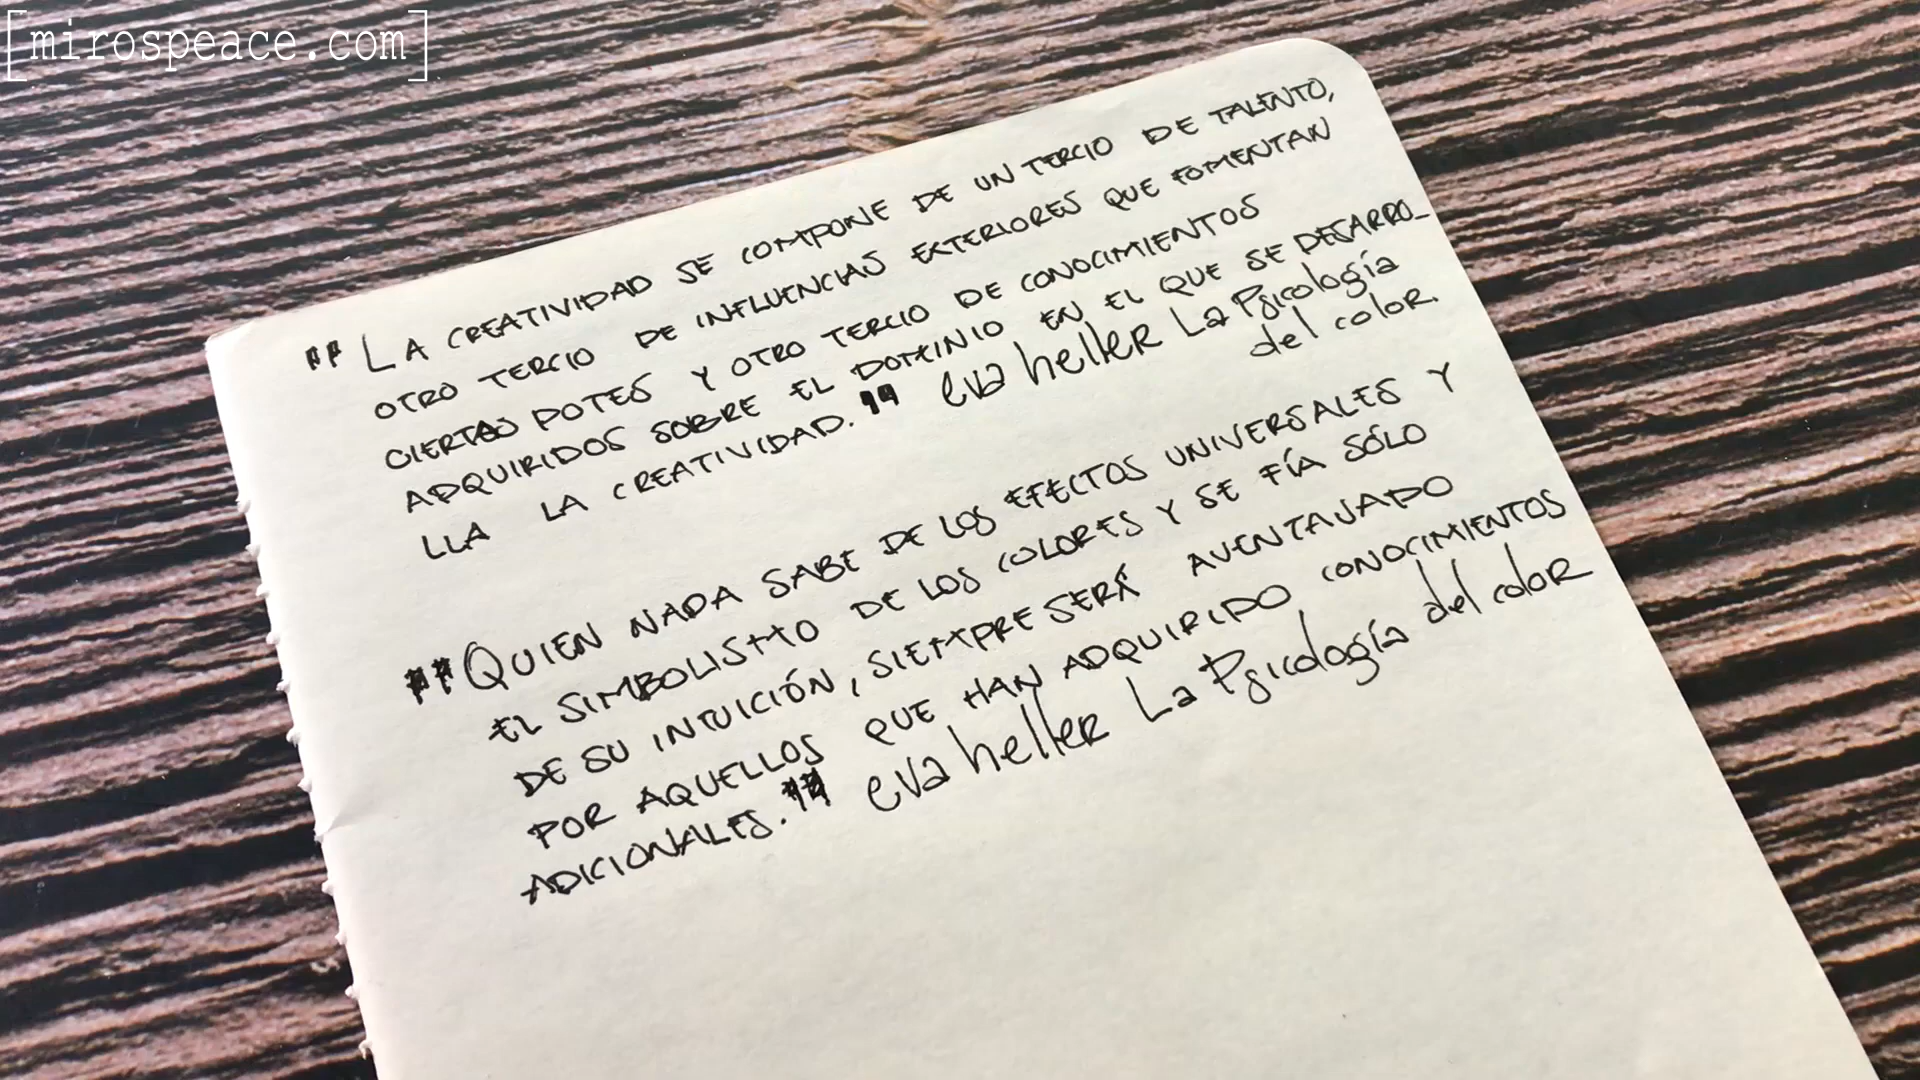 [mirospeace.com]
"LA CREATIVIDAD SE COMPONE DE UN TERCIO DE TALENTO,
OTRO TERCIO DE INFLUENCIAS EXTERIORES QUE FOMENTAN
CIERTAS DOTES Y OTRO TERCIO DE CONOCIMIENTOS
ADQUIRIDOS SOBRE EL DOMINIO EN EL QUE SE DESARRO-
LLA LA CREATIVIDAD." eva heller La Psicología
del color.
"QUIEN NADA SABE DE LOS EFECTOS UNIVERSALES Y
EL SIMBOLISMO DE LOS COLORES Y SE FÍA SÓLO
DE SU INTUICIÓN, SIEMPRE SERÁ AVENTAJADO
POR AQUELLOS QUE HAN ADQUIRIDO CONOCIMIENTOS
ADICIONALES." eva heller La Psicología del color